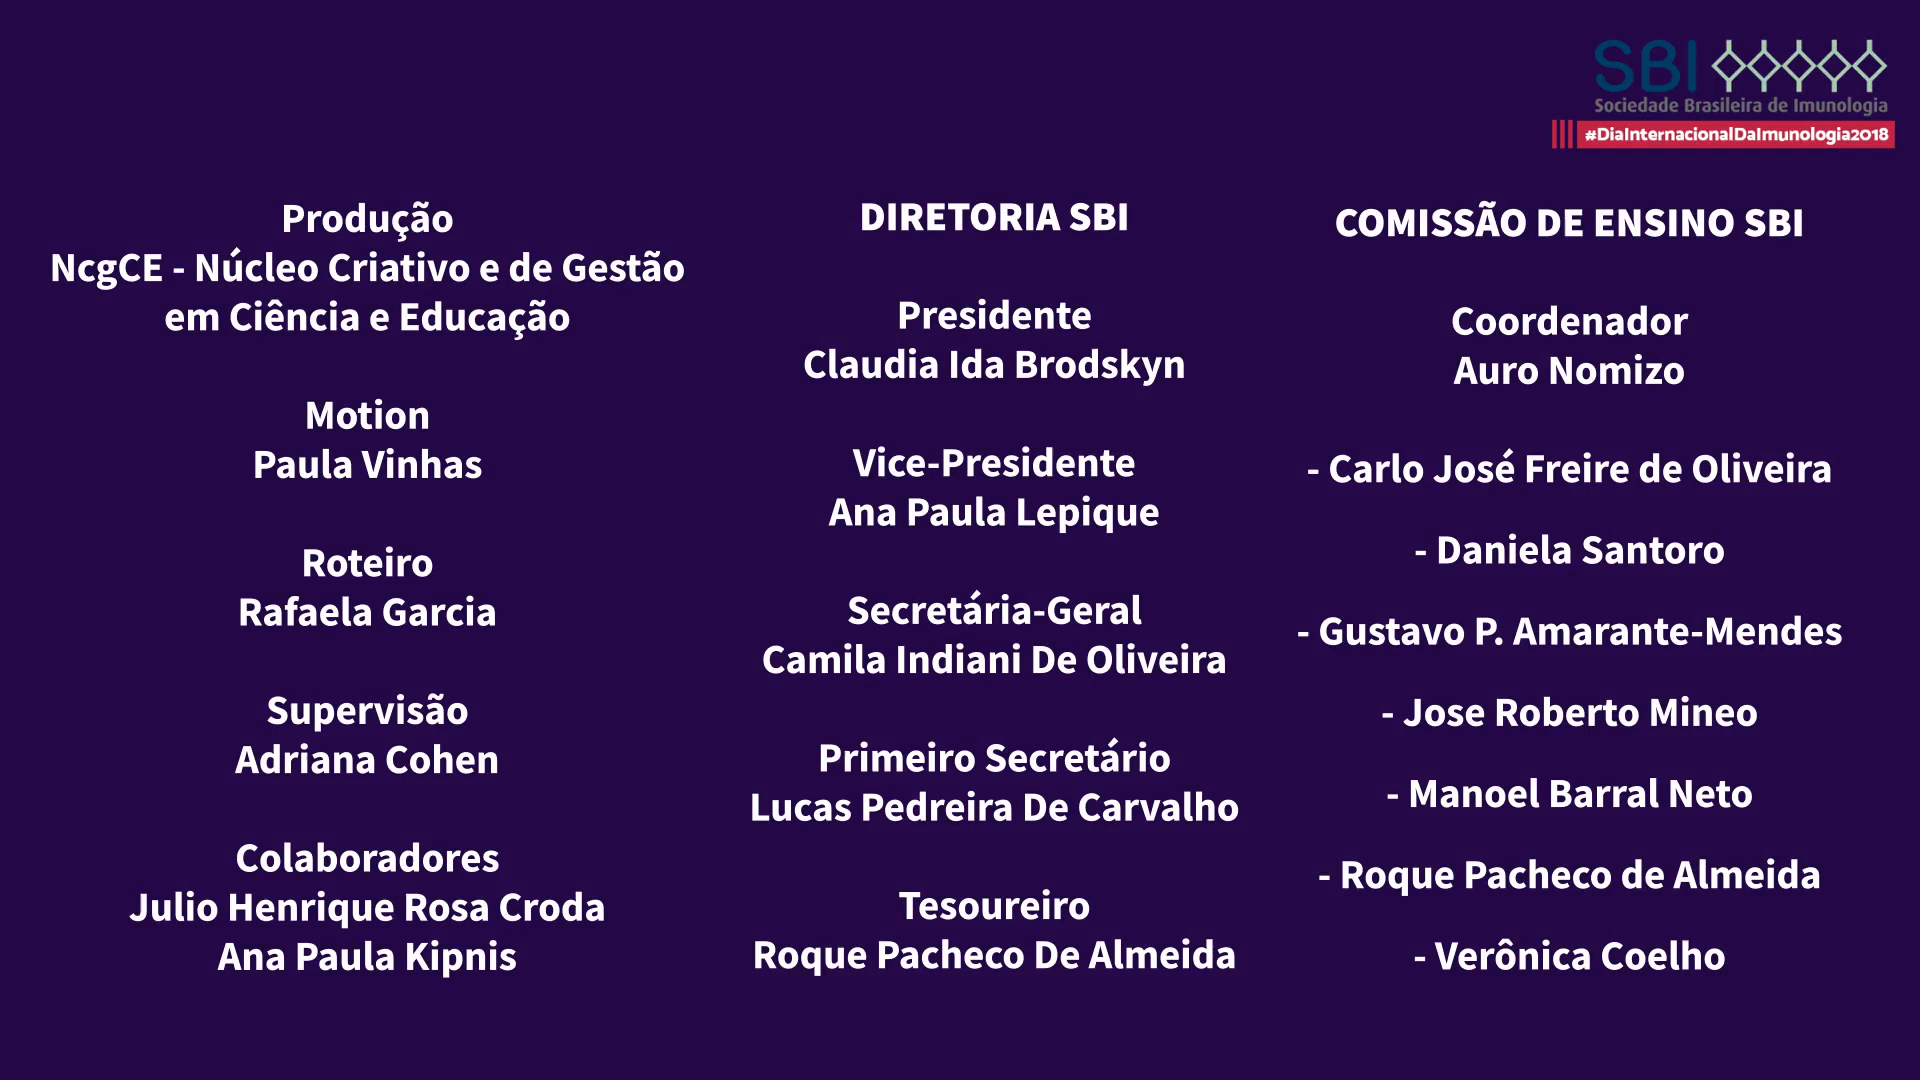 SBI
Sociedade Brasileira de Imunologia
#DiaInternacionalDaImunologia2018
Produção
NcgCE - Núcleo Criativo e de Gestão
em Ciência e Educação
Motion
Paula Vinhas
Roteiro
Rafaela Garcia
Supervisão
Adriana Cohen
Colaboradores
Julio Henrique Rosa Croda
Ana Paula Kipnis
DIRETORIA SBI
Presidente
Claudia Ida Brodskyn
Vice-Presidente
Ana Paula Lepique
Secretária-Geral
Camila Indiani De Oliveira
Primeiro Secretário
Lucas Pedreira De Carvalho
Tesoureiro
Roque Pacheco De Almeida
COMISSÃO DE ENSINO SBI
Coordenador
Auro Nomizo
- Carlo José Freire de Oliveira
- Daniela Santoro
- Gustavo P. Amarante-Mendes
- Jose Roberto Mineo
- Manoel Barral Neto
- Roque Pacheco de Almeida
- Verônica Coelho